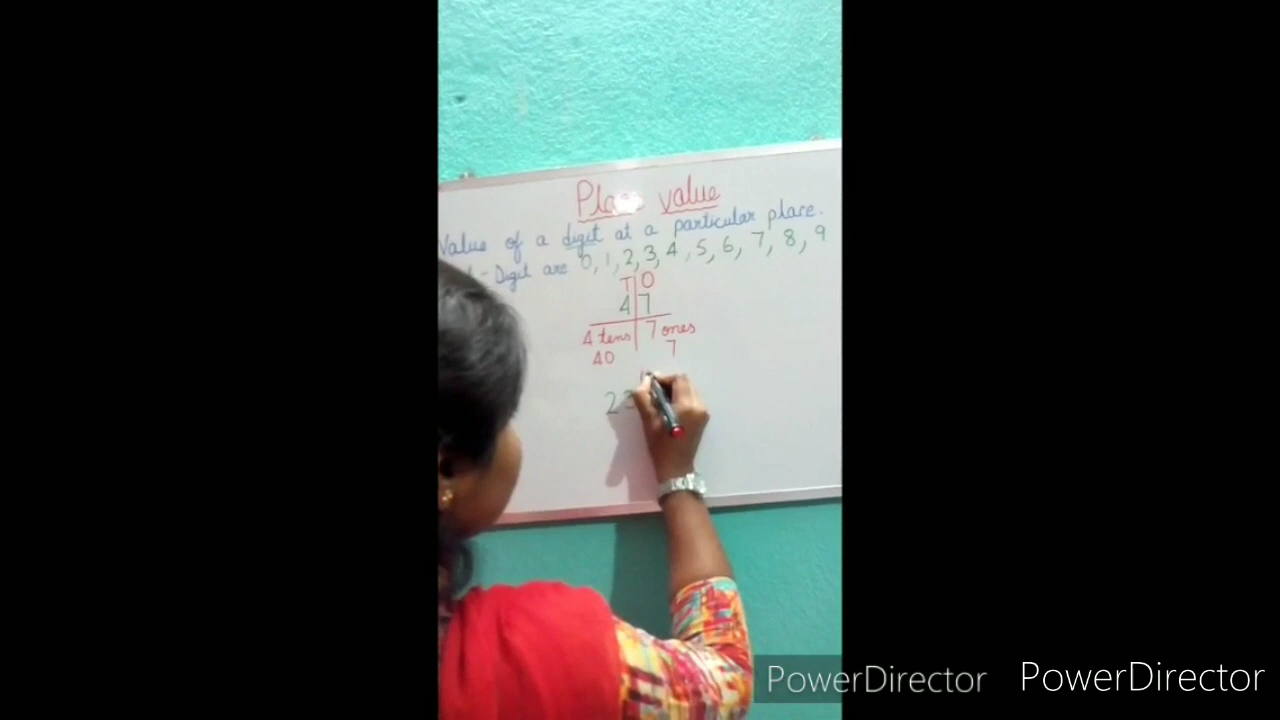 Place value
Value of a digit at a particular place.
- Digit are 0, 1, 2, 3, 4, 5, 6, 7, 8, 9
T O
4 7
4 tens 7 ones
40 7
23
PowerDirector PowerDirector